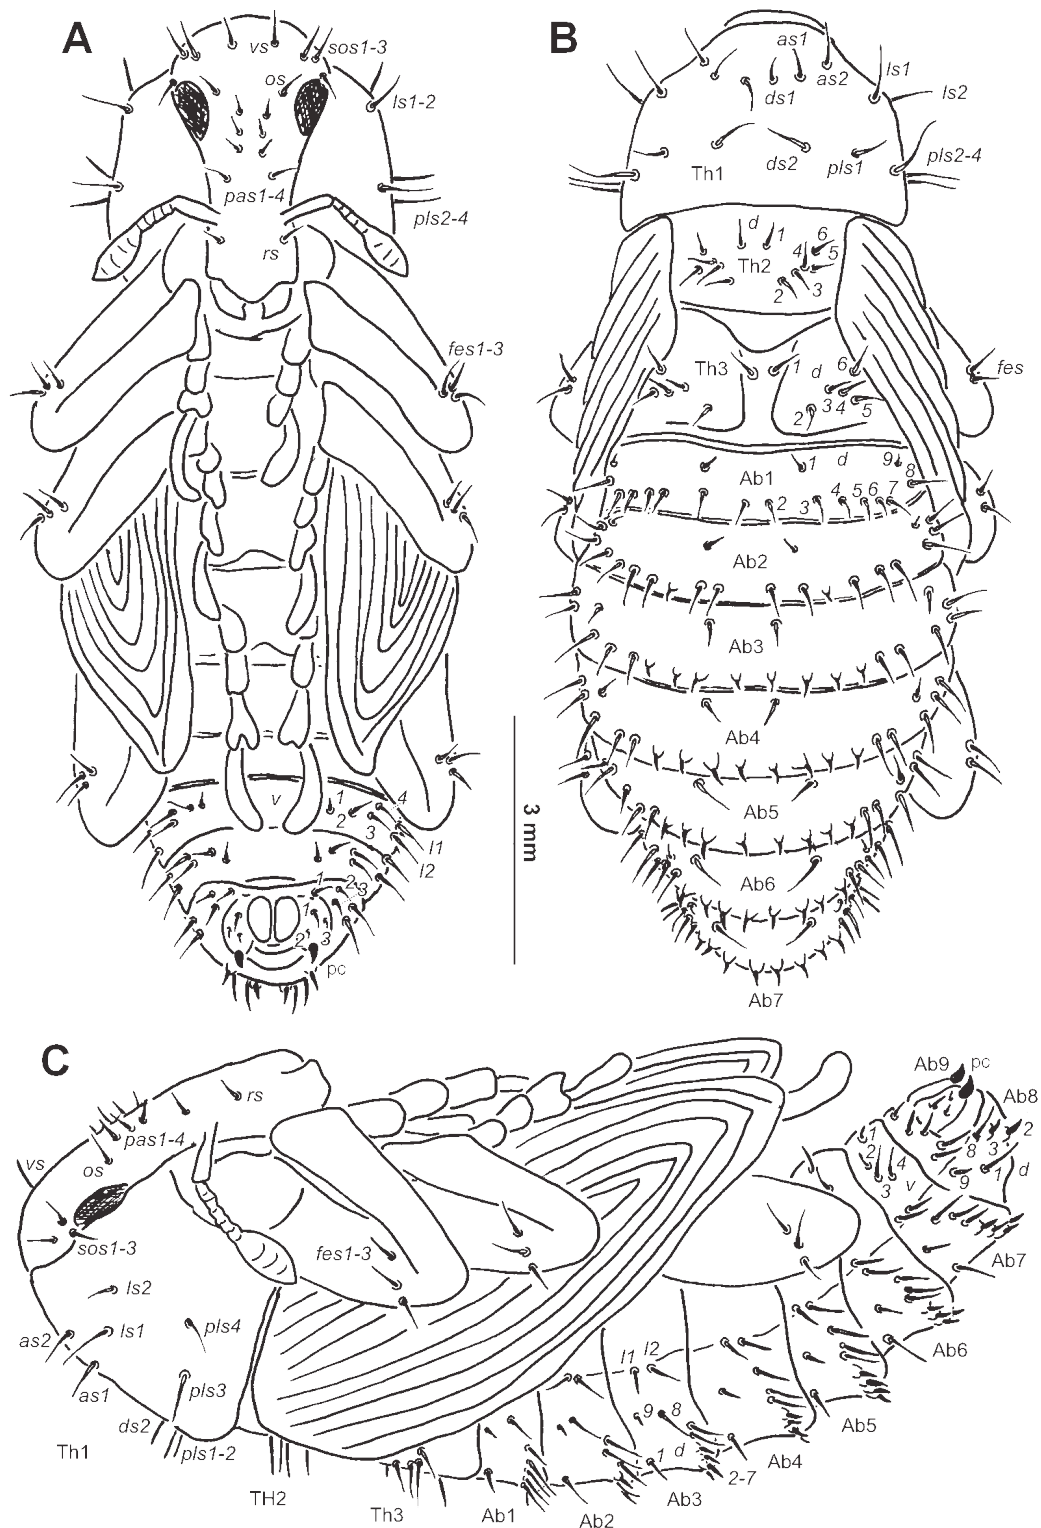 A
vs
sos1-3
os
ls1-2
pas1-4
pls2-4
rs
fes1-3
v
1
2
3
4
l1
l2
1
2
3
1
2
3
pc
3 mm
B
as1
as2
ls1
ds1
ls2
Th1
ds2
pls1
pls2-4
d
1
6
4
5
Th2
2
3
Th3
1
d
6
fes
3
4
5
2
Ab1
1
d
9
8
2
3
4
5
6
7
Ab2
Ab3
Ab4
Ab5
Ab6
Ab7
C
Ab9
pc
rs
Ab8
pas1-4
vs
os
1
2
4
3
v
8
3
2
9
1
d
sos1-3
fes1-3
Ab7
ls2
as2
ls1
pls4
Ab6
as1
pls3
l1
l2
9
8
Ab5
ds2
pls1-2
Th1
1
d
Ab4
2-7
TH2
Th3
Ab1
Ab2
Ab3